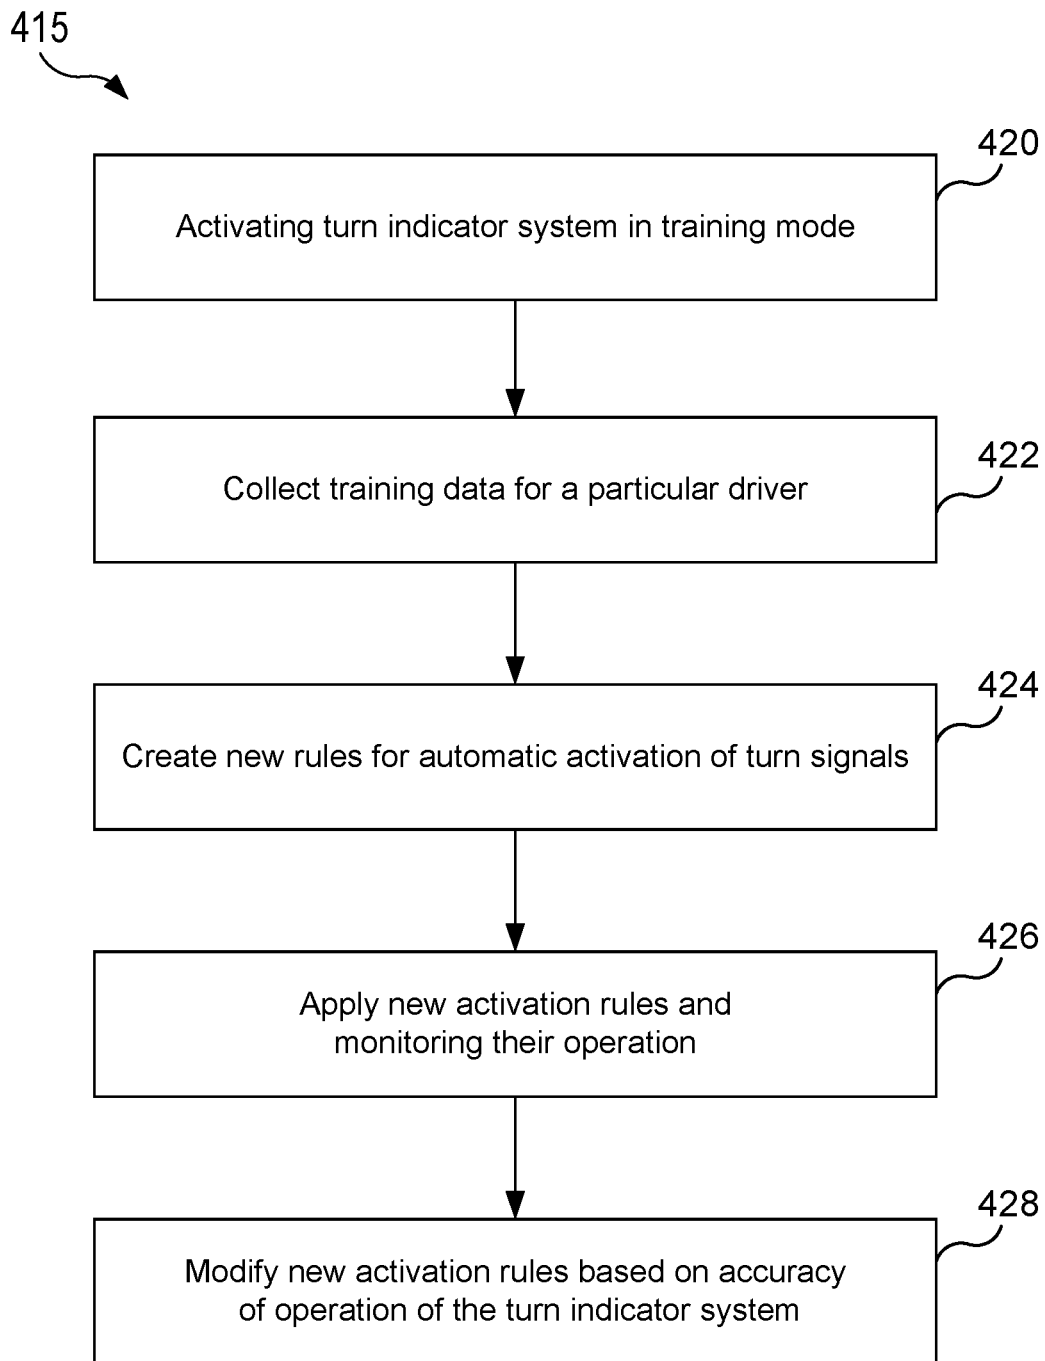 415
420
Activating turn indicator system in training mode
422
Collect training data for a particular driver
424
Create new rules for automatic activation of turn signals
426
Apply new activation rules and
monitoring their operation
428
Modify new activation rules based on accuracy
of operation of the turn indicator system